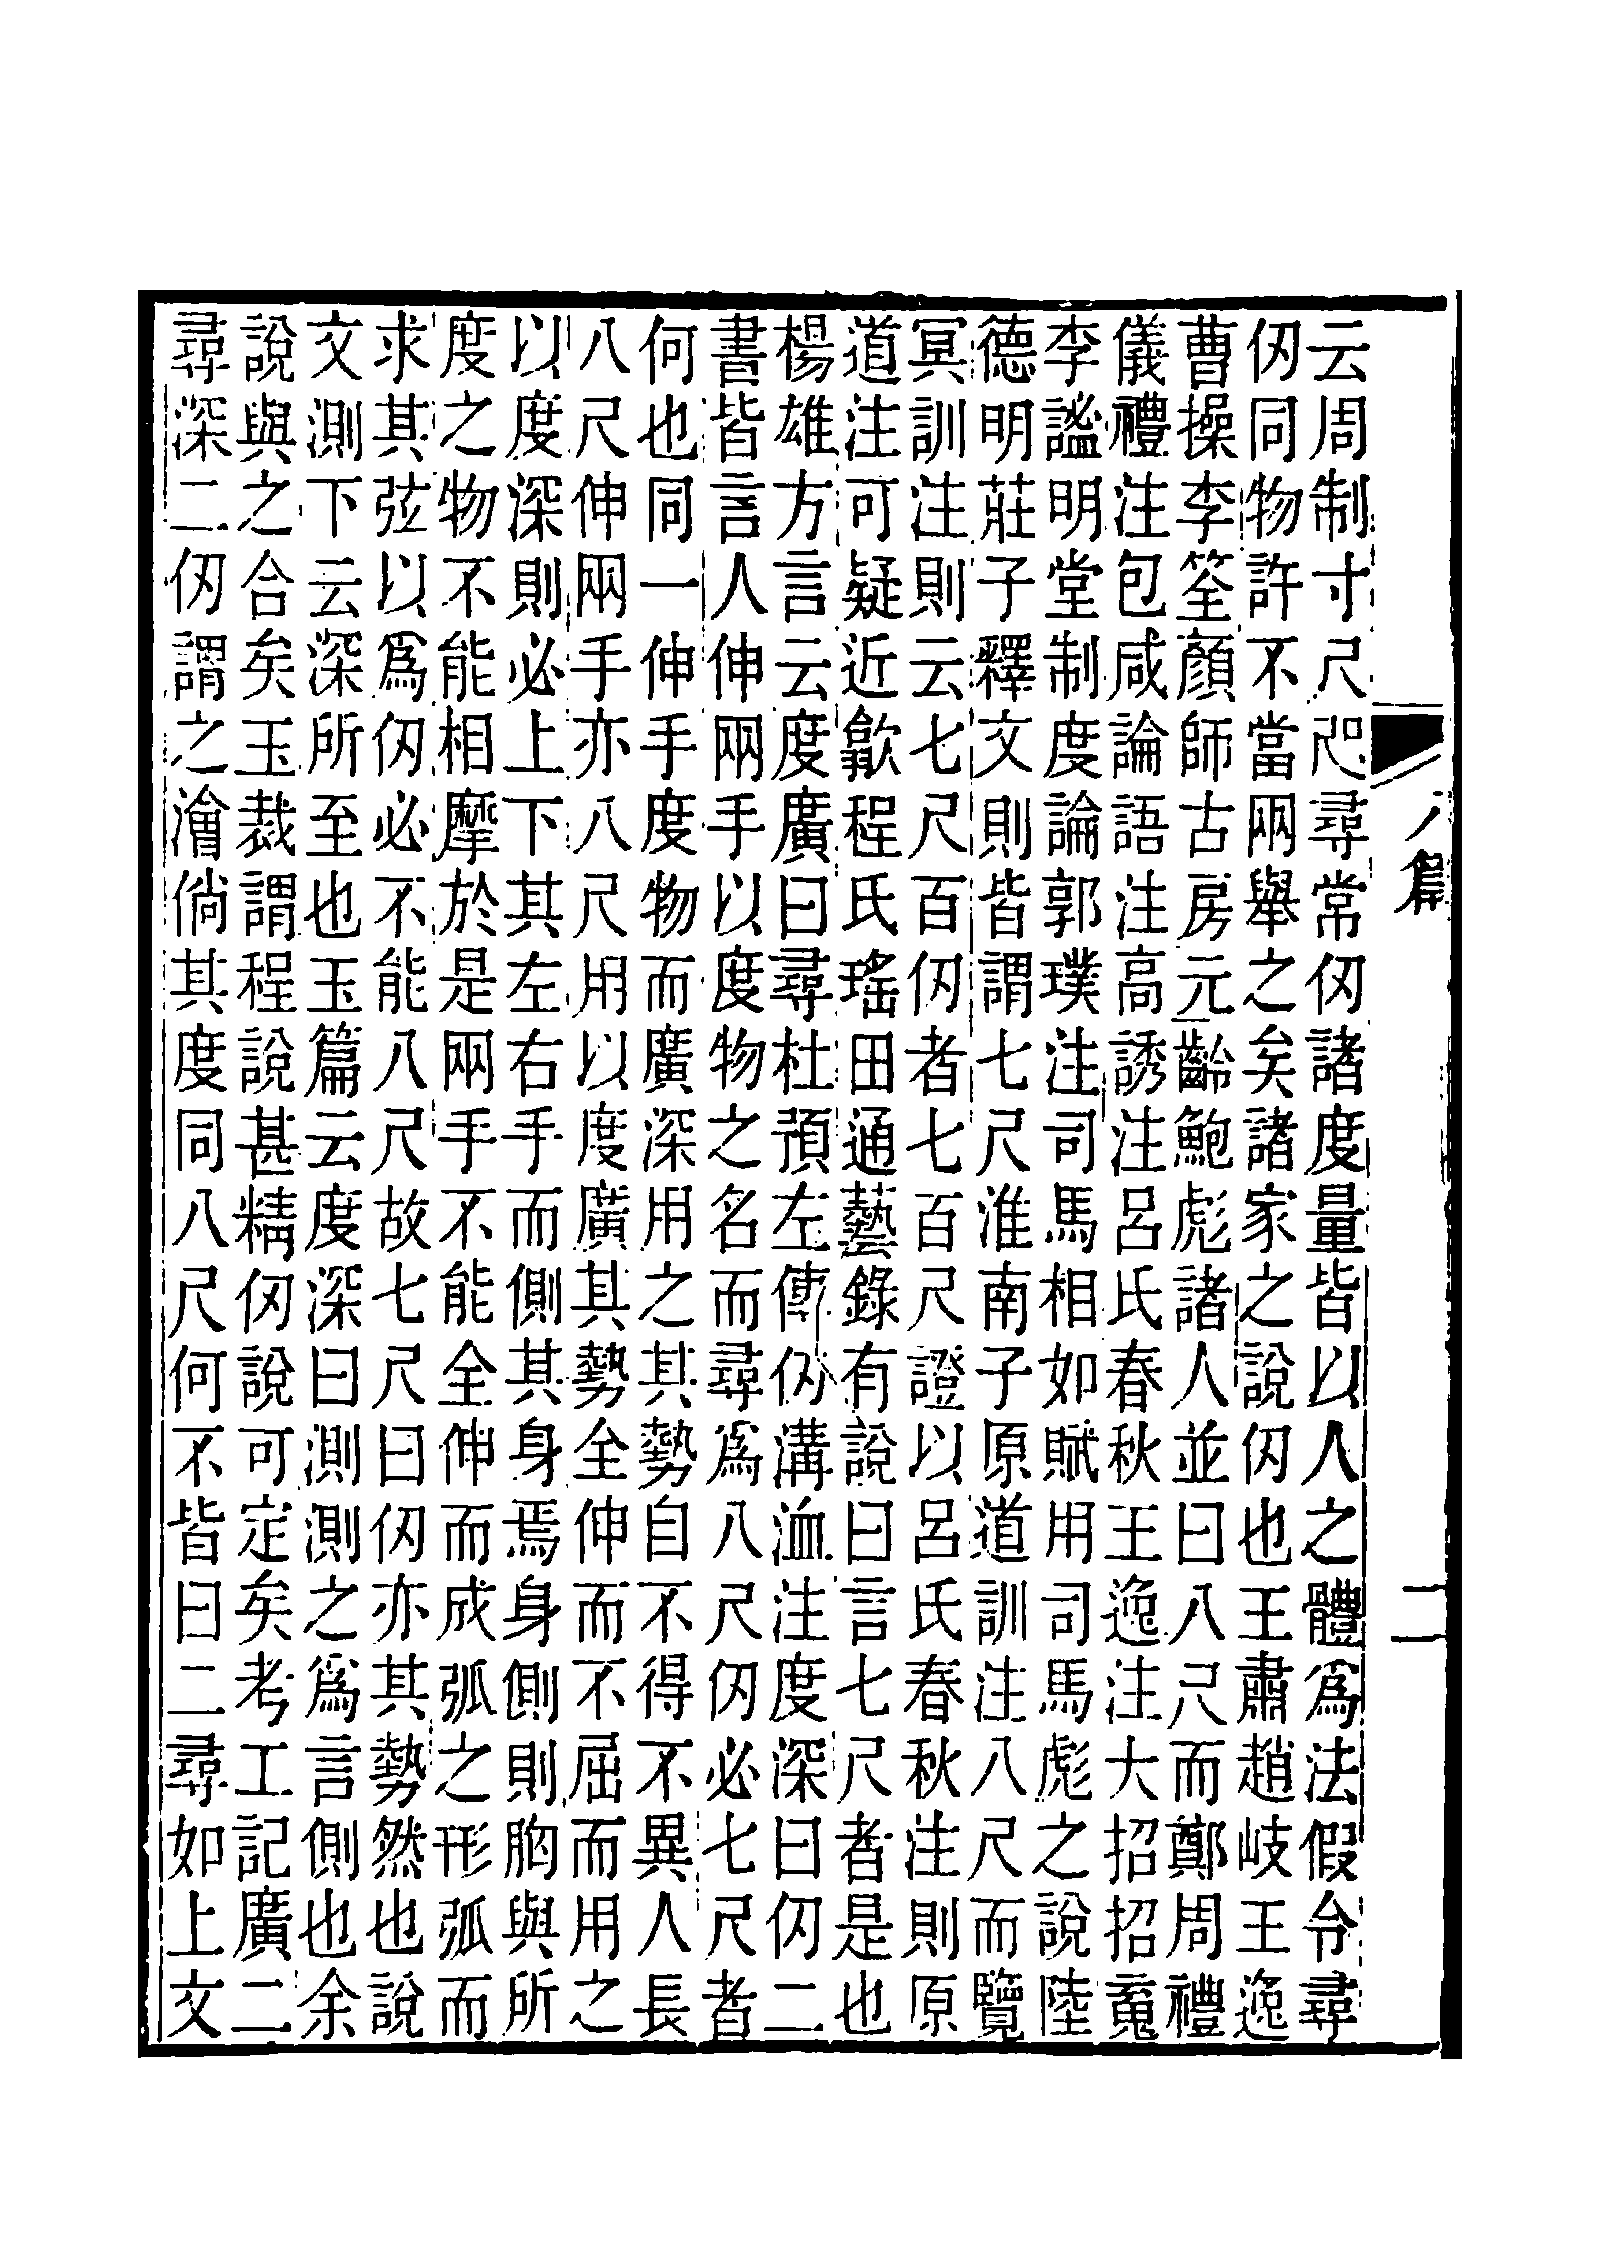 云周制寸尺咫尋常仞諸度量皆以人之體爲法假令尋
仞同物許不當兩舉之矣諸家之說仞也王肅趙岐王逸
曹操李筌顏師古房元齡鮑彪諸人並曰八尺而鄭周禮
儀禮注包咸論語注高誘注呂氏春秋王逸注大招招䰟
李謐明堂制度論郭璞注司馬相如賦用司馬彪之說陸
德明莊子釋文則皆謂七尺淮南子原道訓注八尺而覽
冥訓注則云七尺百仞者七百尺證以呂氏春秋注則原
道注可疑近歙程氏瑤田通藝錄有說曰言七尺者是也
楊雄方言云度廣曰尋杜預左傳仞溝洫注度深曰仞二
書皆言人伸兩手以度物之名而尋爲八尺仞必七尺者
何也同一伸手度物而廣深用之其勢自不得不異人長
八尺伸兩手亦八尺用以度廣其勢全伸而不屈而用之
以度深則必上下其左右手而側其身焉身側則胸與所
度之物不能相摩於是兩手不能全伸而成弧之形弧而
求其弦以爲仞必不能八尺故七尺曰仞亦其勢然也說
文測下云深所至也玉篇云度深曰測測之爲言側也余
說與之合矣玉裁謂程說甚精仞說可定矣考工記廣二
尋深二仞謂之澮倘其度同八尺何不皆曰二尋如上文
八篇
二